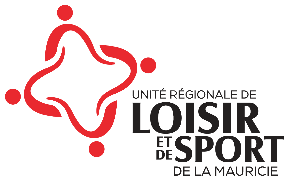 UNITÉ RÉGIONALE DE
LOISIR
ET DE SPORT
DE LA MAURICIE